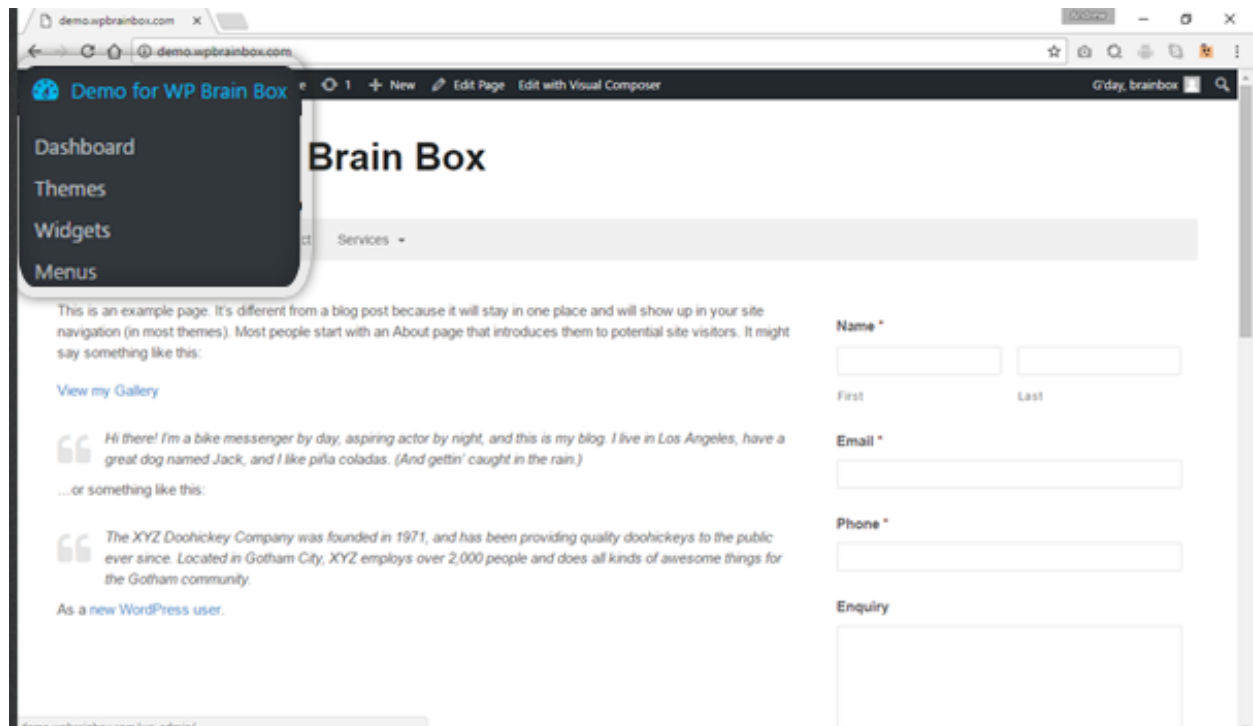 demo.wpbrainbox.com
Andrew
demo.wpbrainbox.com
Demo for WP Brain Box
1 New Edit Page Edit with Visual Composer
G'day, brainbox
Dashboard
Themes
Widgets
Menus
Brain Box
Services
This is an example page. It's different from a blog post because it will stay in one place and will show up in your site
navigation (in most themes). Most people start with an About page that introduces them to potential site visitors. It might
say something like this:
View my Gallery
Hi there! I'm a bike messenger by day, aspiring actor by night, and this is my blog. I live in Los Angeles, have a
great dog named Jack, and I like piña coladas. (And gettin' caught in the rain.)
…or something like this:
The XYZ Doohickey Company was founded in 1971, and has been providing quality doohickeys to the public
ever since. Located in Gotham City, XYZ employs over 2,000 people and does all kinds of awesome things for
the Gotham community.
As a new WordPress user.
Name *
First Last
Email *
Phone *
Enquiry